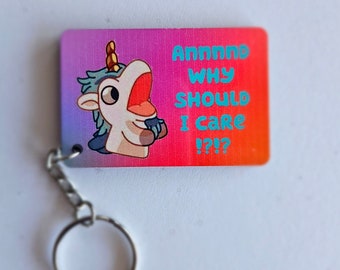 Annnnd
WHY
SHOULD
I CARE
!?!?